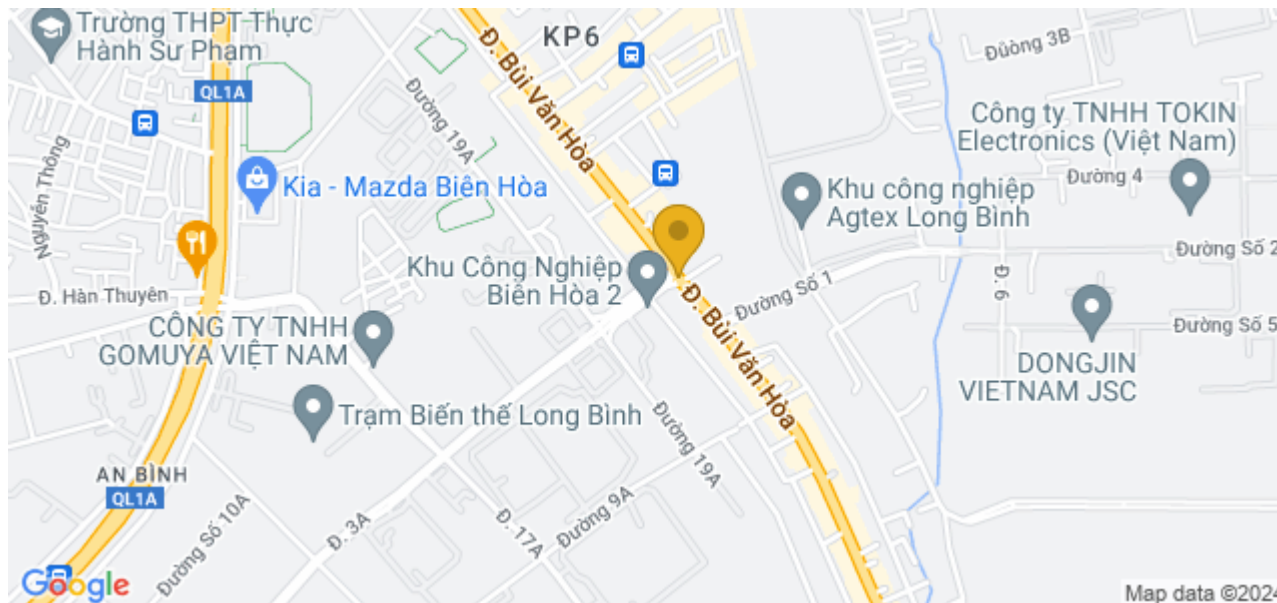 Trường THPT Thực
Hành Sư Phạm
KP6
Đ. Bùi Văn Hòa
Đường 3B
QL1A
Đường 19A
Công ty TNHH TOKIN
Electronics (Việt Nam)
Đường 4
Nguyễn Thông
Kia - Mazda Biên Hòa
Khu công nghiệp
Agtex Long Bình
Đường Số 2
Khu Công Nghiệp
Biên Hòa 2
Đ. Hàn Thuyên
Đường Số 1
Đ. 6
CÔNG TY TNHH
GOMUYA VIỆT NAM
Đ. Bùi Văn Hòa
Đường Số 5
DONGJIN
VIETNAM JSC
Trạm Biến thế Long Bình
Đường 19A
AN BÌNH
QL1A
Đường Số 10A
Đ. 3A
Đ. 17A
Đường 9A
Google
Map data ©2024